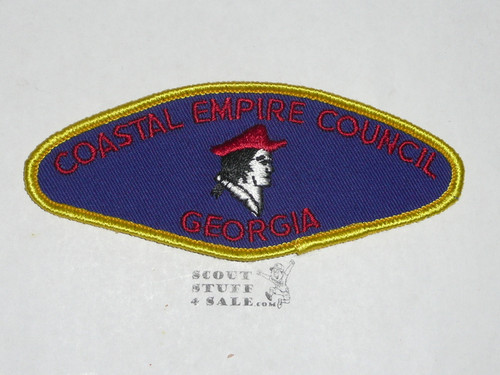 COASTAL EMPIRE COUNCIL
GEORGIA
SCOUT
STUFF
4 SALE.COM